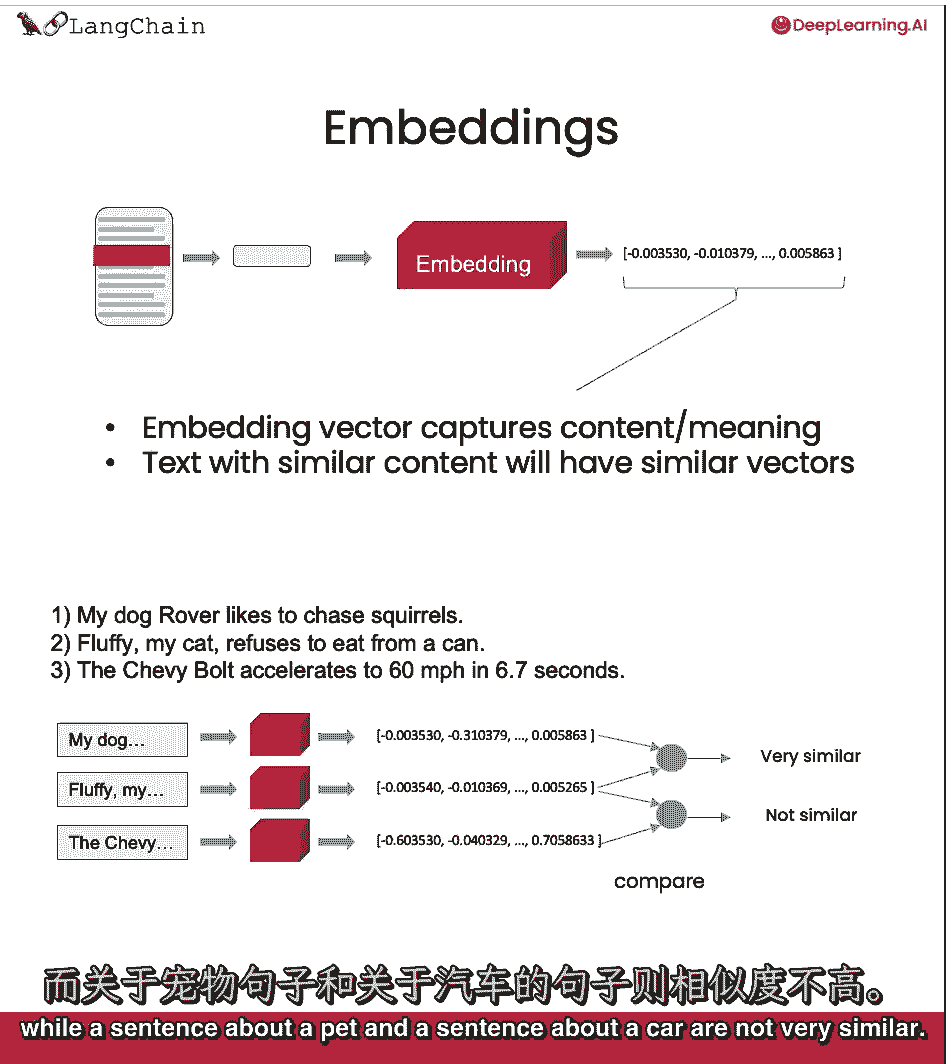 LangChain
DeepLearning.AI
Embeddings
Embedding
[-0.003530, -0.010379, ..., 0.005863 ]
• Embedding vector captures content/meaning
• Text with similar content will have similar vectors
1) My dog Rover likes to chase squirrels.
2) Fluffy, my cat, refuses to eat from a can.
3) The Chevy Bolt accelerates to 60 mph in 6.7 seconds.
My dog...
[-0.003530, -0.310379, ..., 0.005863 ]
Very similar
Fluffy, my...
[-0.003540, -0.010369, ..., 0.005265 ]
Not similar
The Chevy...
[-0.603530, -0.040329, ..., 0.7058633 ]
compare
而关于宠物句子和关于汽车的句子则相似度不高。
while a sentence about a pet and a sentence about a car are not very similar.